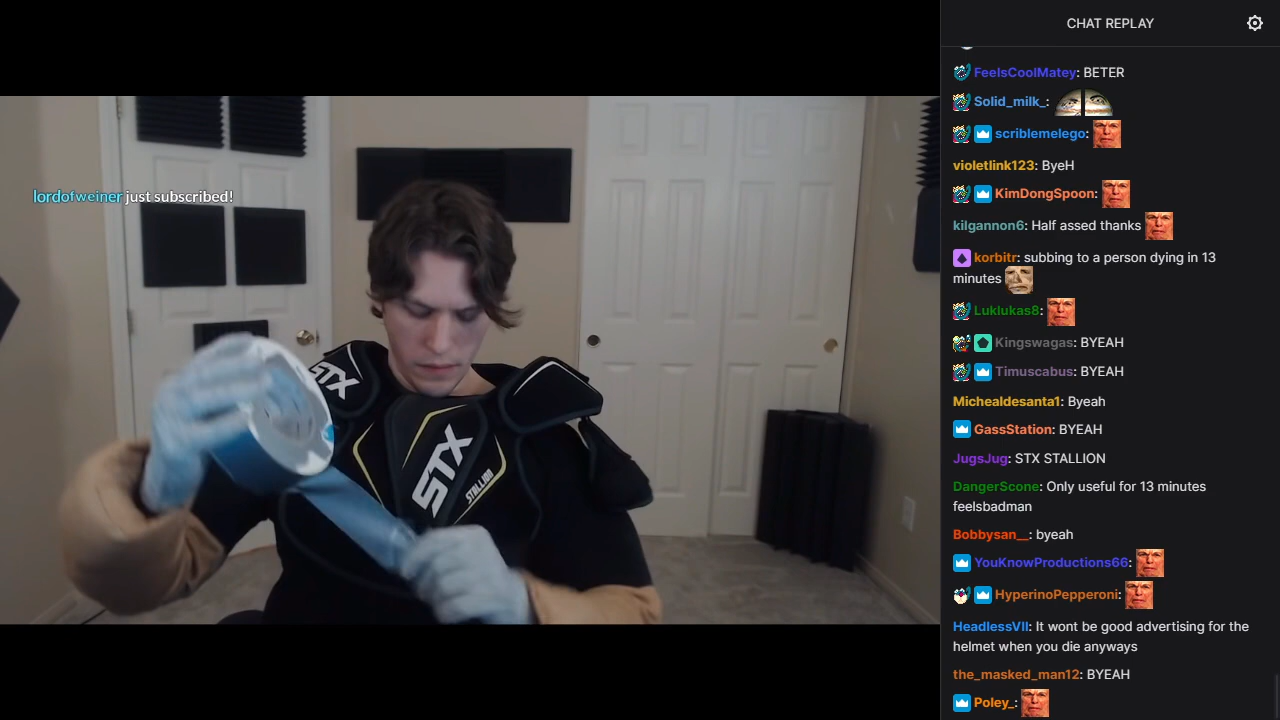 CHAT REPLAY
FeelsCoolMatey: BETER
Solid_milk_:
scriblemelego:
violetlink123: ByeH
KimDongSpoon:
kilgannon6: Half assed thanks
korbitr: subbing to a person dying in 13
minutes
Luklukas8:
Kingswagas: BYEAH
Timuscabus: BYEAH
Michealdesanta1: Byeah
GassStation: BYEAH
JugsJug: STX STALLION
DangerScone: Only useful for 13 minutes
feelsbadman
Bobbysan__: byeah
YouKnowProductions66:
HyperinoPepperoni:
HeadlessVII: It wont be good advertising for the
helmet when you die anyways
the_masked_man12: BYEAH
Poley_:
lordofweiner just subscribed!
STX
STX
STALLION